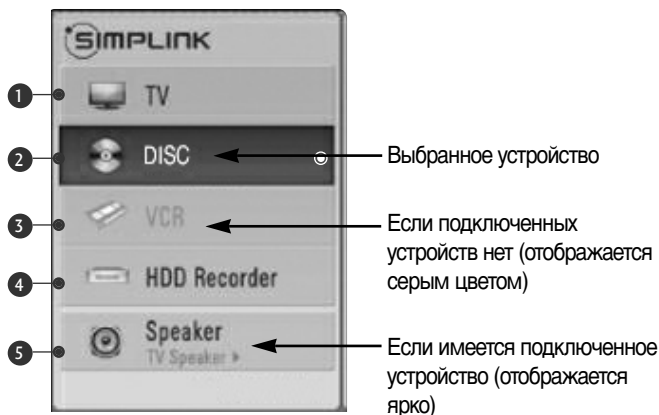 SIMPLINK
1 TV
2 DISC
Выбранное устройство
3 VCR
Если подключенных
устройств нет (отображается
серым цветом)
4 HDD Recorder
5 Speaker
TV Speaker ▸
Если имеется подключенное
устройство (отображается
ярко)